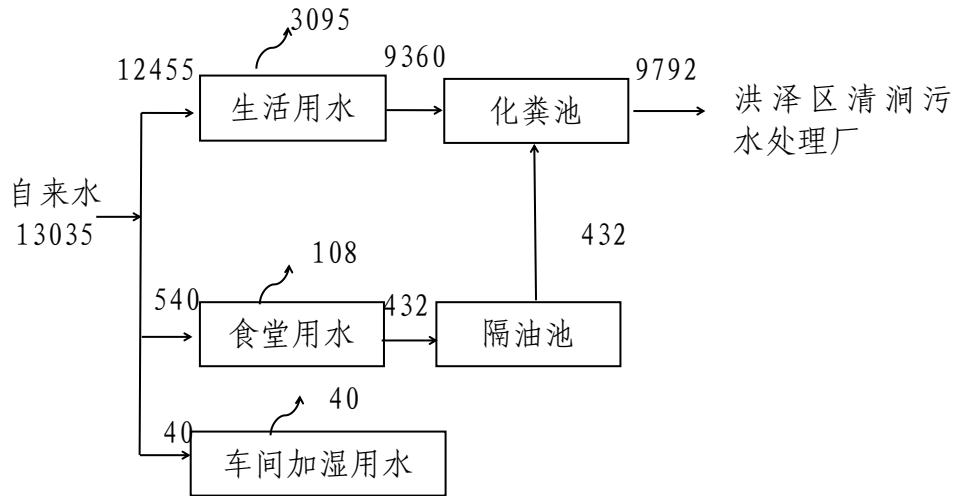 3095
12455
9360
9792
生活用水
化粪池
洪泽区清涧污
水处理厂
自来水
13035
432
108
540
432
食堂用水
隔油池
40
40
车间加湿用水